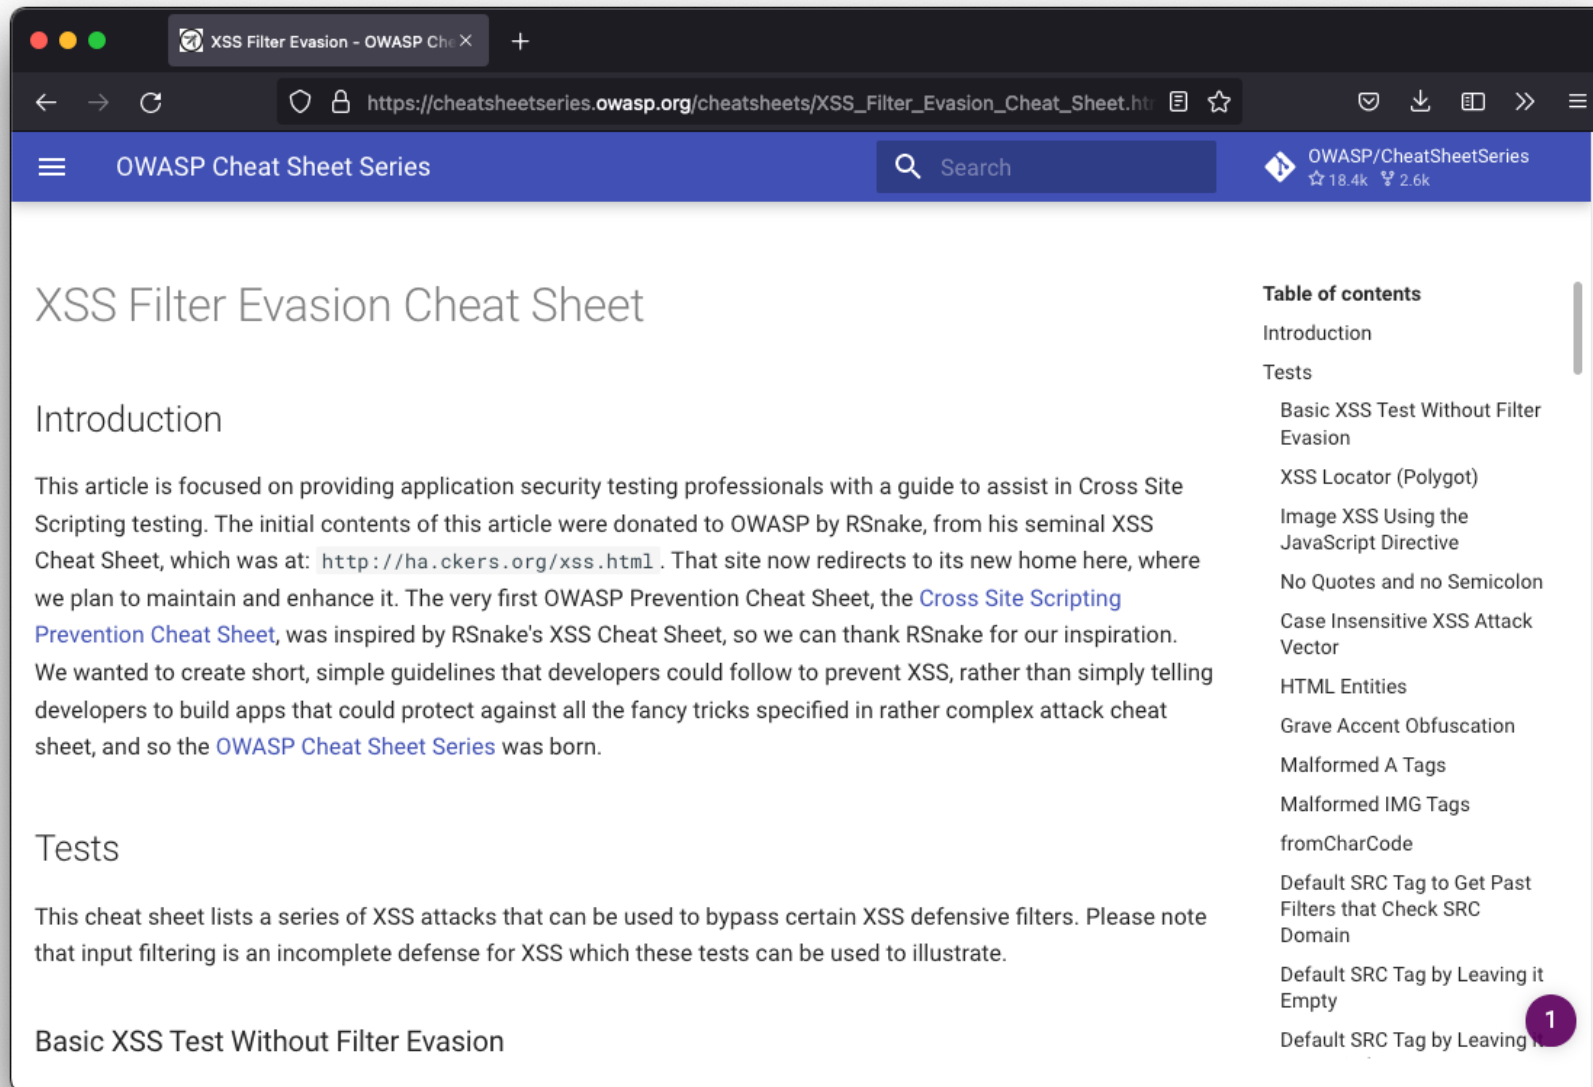 XSS Filter Evasion - OWASP Che
https://cheatsheetseries.owasp.org/cheatsheets/XSS_Filter_Evasion_Cheat_Sheet.htm
OWASP Cheat Sheet Series
Search
OWASP/CheatSheetSeries
18.4k 2.6k
XSS Filter Evasion Cheat Sheet
Introduction
This article is focused on providing application security testing professionals with a guide to assist in Cross Site
Scripting testing. The initial contents of this article were donated to OWASP by RSnake, from his seminal XSS
Cheat Sheet, which was at: http://ha.ckers.org/xss.html. That site now redirects to its new home here, where
we plan to maintain and enhance it. The very first OWASP Prevention Cheat Sheet, the Cross Site Scripting
Prevention Cheat Sheet, was inspired by RSnake's XSS Cheat Sheet, so we can thank RSnake for our inspiration.
We wanted to create short, simple guidelines that developers could follow to prevent XSS, rather than simply telling
developers to build apps that could protect against all the fancy tricks specified in rather complex attack cheat
sheet, and so the OWASP Cheat Sheet Series was born.
Tests
This cheat sheet lists a series of XSS attacks that can be used to bypass certain XSS defensive filters. Please note
that input filtering is an incomplete defense for XSS which these tests can be used to illustrate.
Basic XSS Test Without Filter Evasion
Table of contents
Introduction
Tests
Basic XSS Test Without Filter
Evasion
XSS Locator (Polygot)
Image XSS Using the
JavaScript Directive
No Quotes and no Semicolon
Case Insensitive XSS Attack
Vector
HTML Entities
Grave Accent Obfuscation
Malformed A Tags
Malformed IMG Tags
fromCharCode
Default SRC Tag to Get Past
Filters that Check SRC
Domain
Default SRC Tag by Leaving it
Empty
Default SRC Tag by Leaving it
1